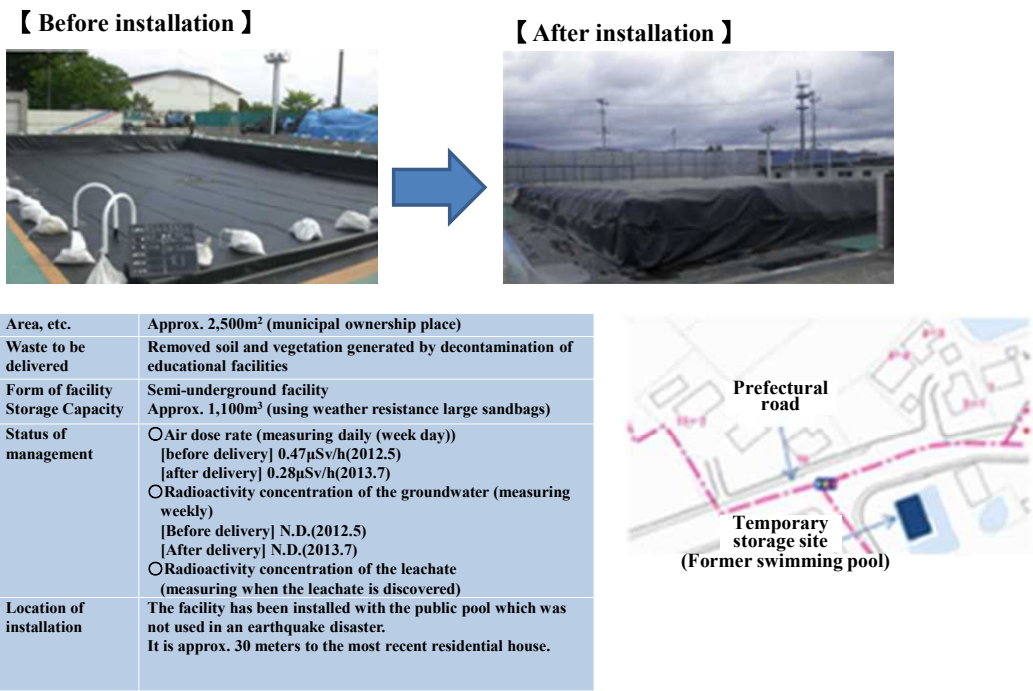 【 Before installation 】
【 After installation 】
Area, etc.
Approx. 2,500m² (municipal ownership place)
Waste to be
delivered
Removed soil and vegetation generated by decontamination of
educational facilities
Form of facility
Storage Capacity
Semi-underground facility
Approx. 1,100m³ (using weather resistance large sandbags)
Status of
management
○Air dose rate (measuring daily (week day))
[before delivery] 0.47μSv/h(2012.5)
[after delivery] 0.28μSv/h(2013.7)
○Radioactivity concentration of the groundwater (measuring
weekly)
[Before delivery] N.D.(2012.5)
[After delivery] N.D.(2013.7)
○Radioactivity concentration of the leachate
(measuring when the leachate is discovered)
Location of
installation
The facility has been installed with the public pool which was
not used in an earthquake disaster.
It is approx. 30 meters to the most recent residential house.
Prefectural
road
Temporary
storage site
(Former swimming pool)